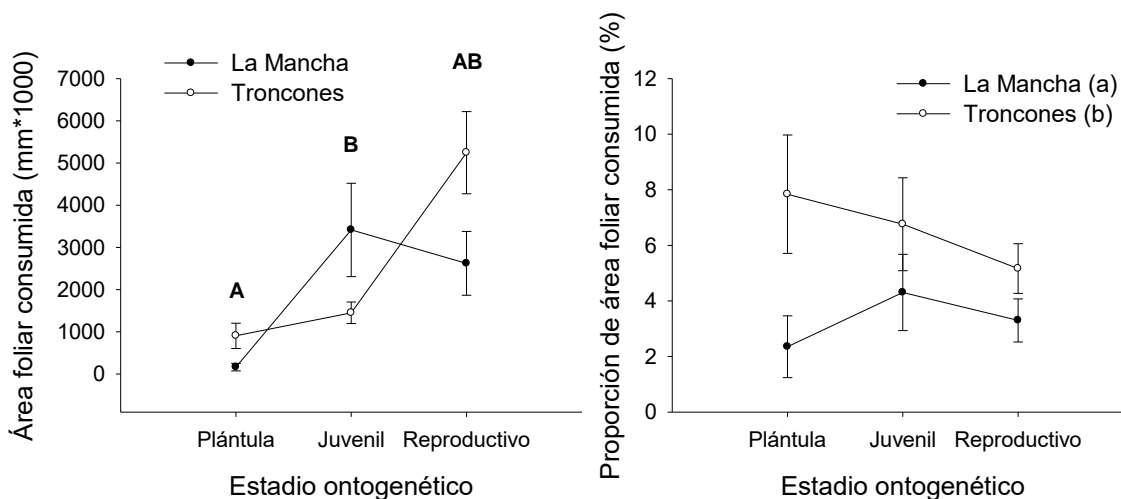 Área foliar consumida (mm*1000)
La Mancha
Troncones
7000
6000
5000
4000
3000
2000
1000
0
A
B
AB
Plántula Juvenil Reproductivo
Estadio ontogenético
Proporción de área foliar consumida (%)
La Mancha (a)
Troncones (b)
12
10
8
6
4
2
0
Plántula Juvenil Reproductivo
Estadio ontogenético